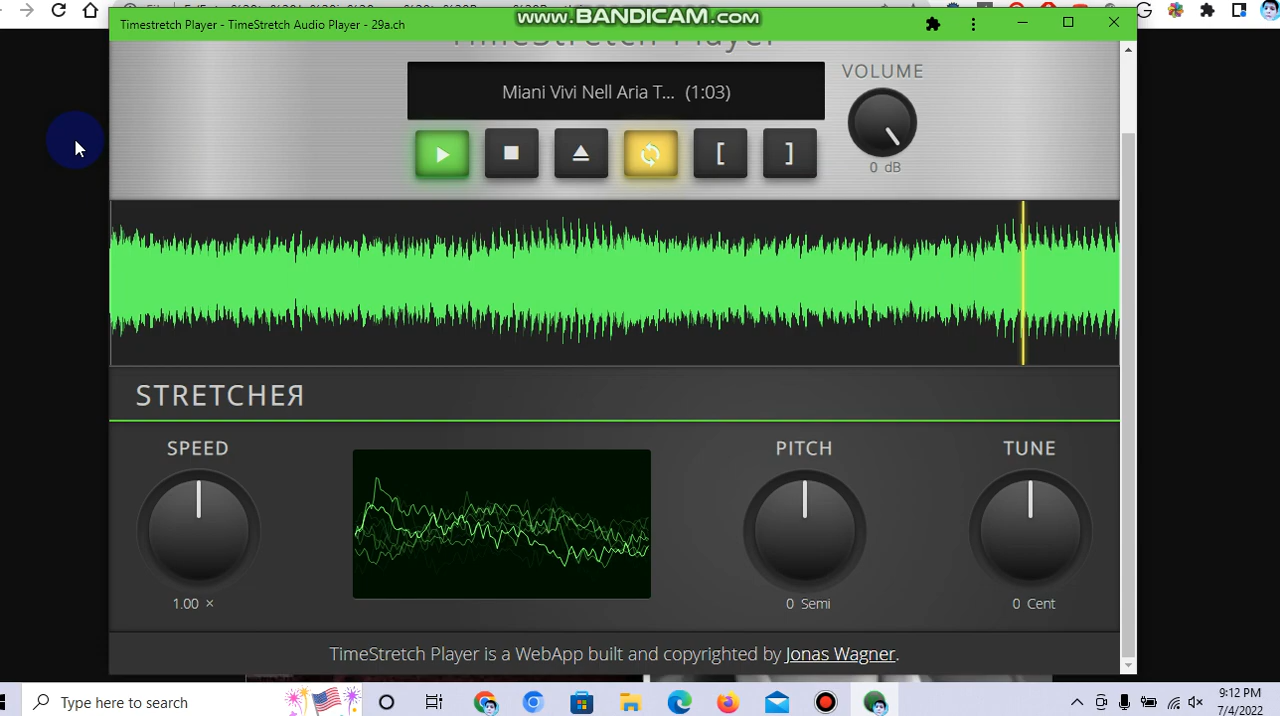 www.BANDICAM.com
Timestretch Player - TimeStretch Audio Player - 29a.ch
TimeStretch Player
VOLUME
Miani Vivi Nell Aria T... (1:03)
[ ]
0 dB
STRETCHEЯ
SPEED
PITCH
TUNE
1.00 ×
0 Semi
0 Cent
TimeStretch Player is a WebApp built and copyrighted by Jonas Wagner.
Type here to search
9:12 PM
7/4/2022